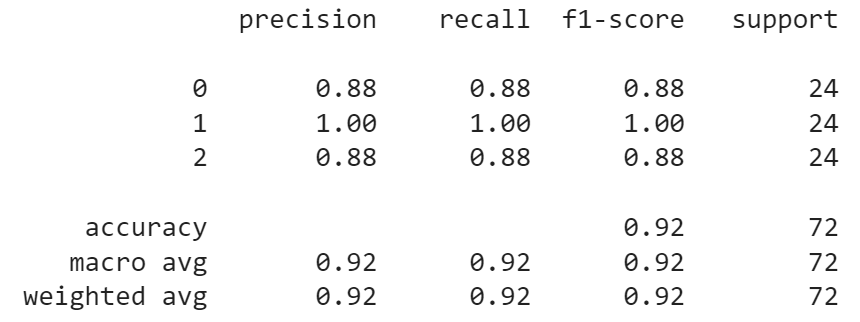 precision recall f1-score support
0 0.88 0.88 0.88 24
1 1.00 1.00 1.00 24
2 0.88 0.88 0.88 24
accuracy 0.92 72
macro avg 0.92 0.92 0.92 72
weighted avg 0.92 0.92 0.92 72